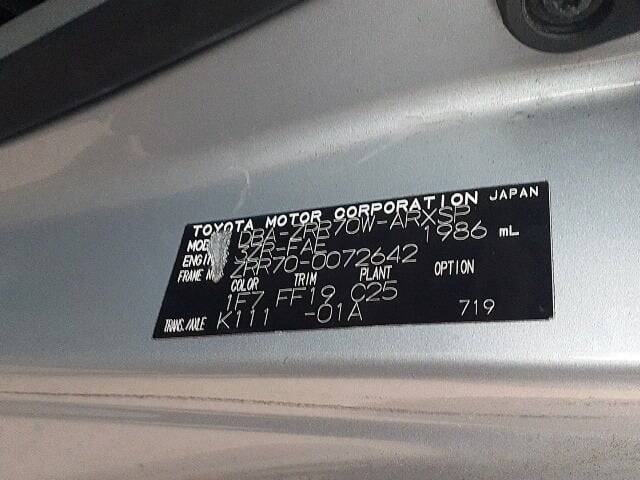 TOYOTA MOTOR CORPORATION JAPAN
MODEL DBA-ZRR70W-ARXSP
ENGINE 3ZR-FAE 1986 mL
FRAME No. ZRR70-0072642
COLOR TRIM PLANT OPTION
1F7 FF19 C25
TRANS./AXLE K111 -01A 719